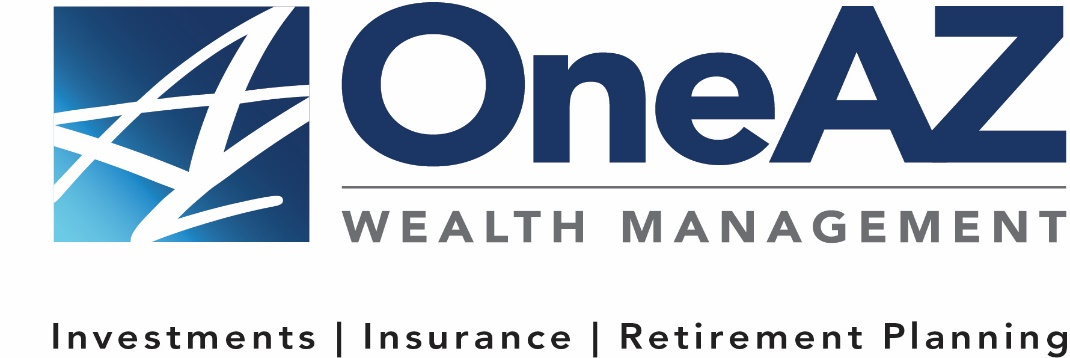 OneAZ
WEALTH MANAGEMENT
Investments | Insurance | Retirement Planning